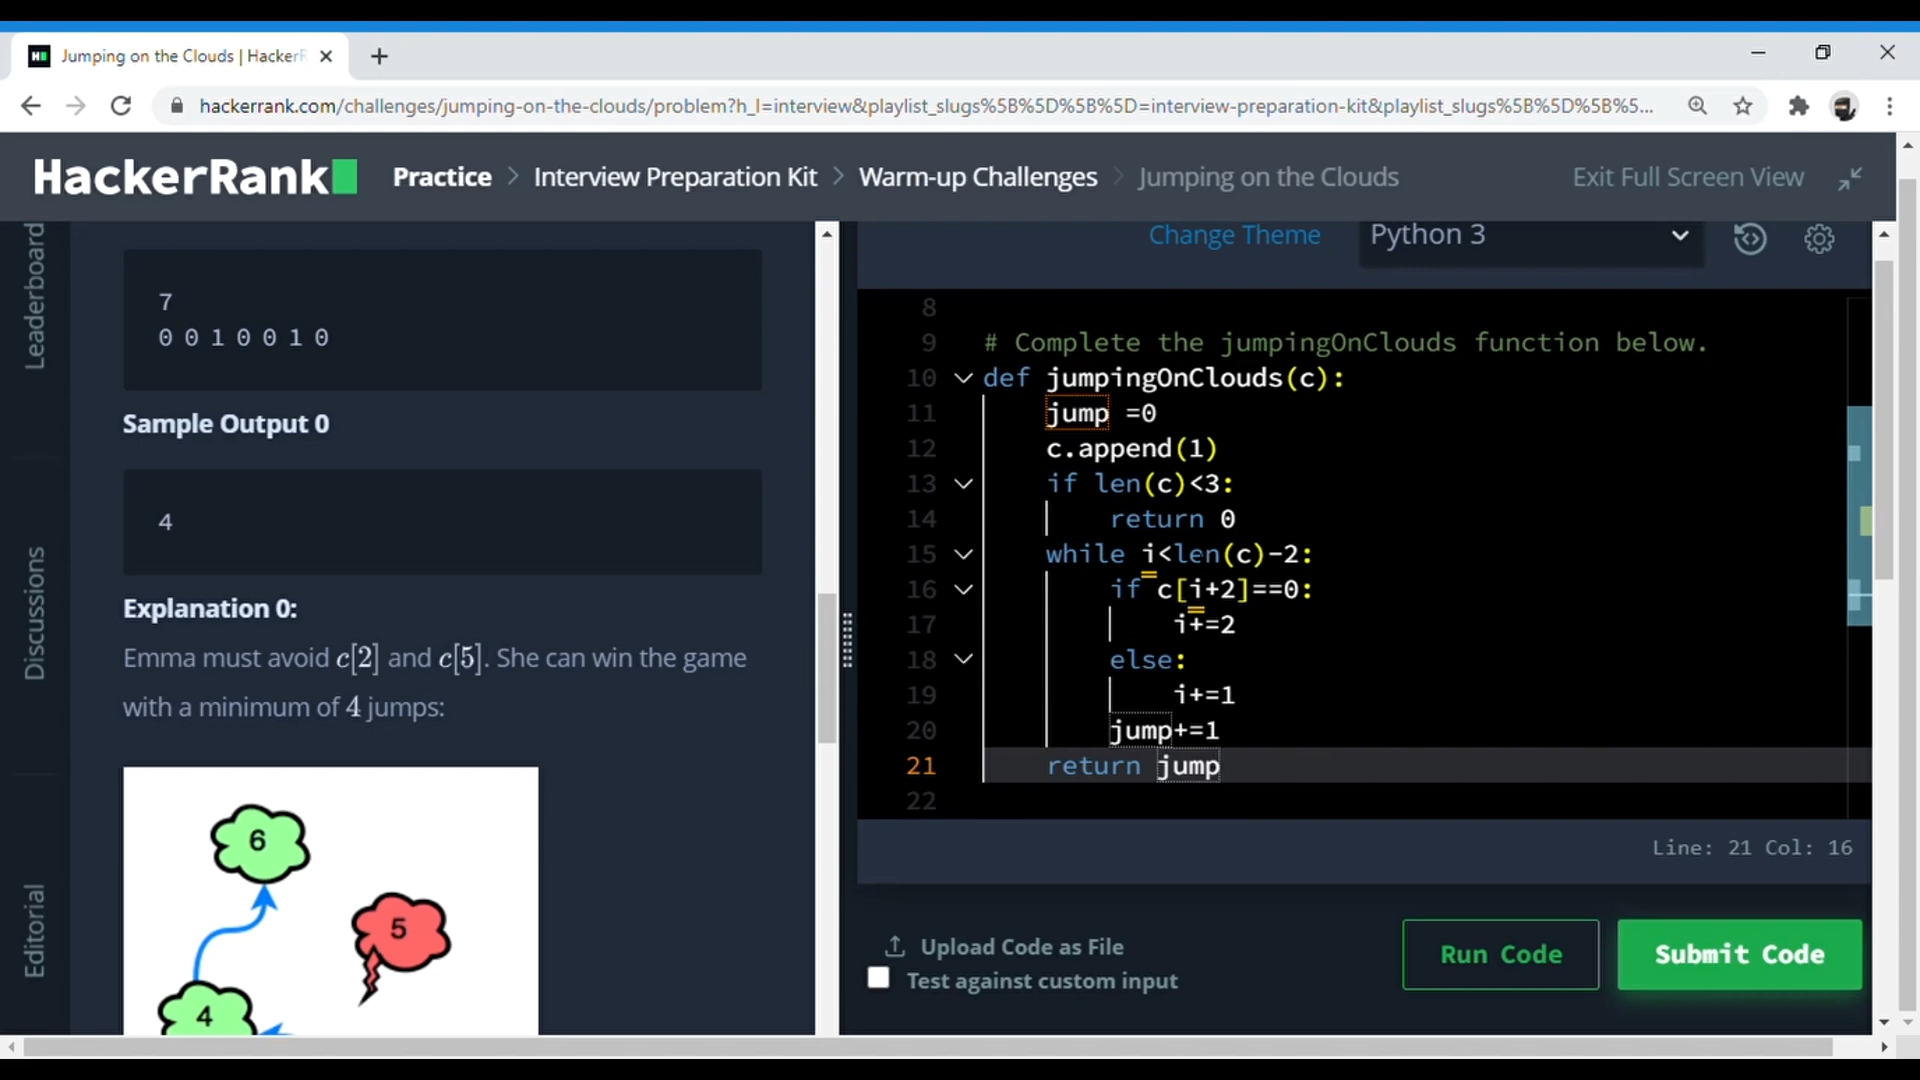 Jumping on the Clouds | HackerR
hackerrank.com/challenges/jumping-on-the-clouds/problem?h_l=interview&playlist_slugs%5B%5D%5B%5D=interview-preparation-kit&playlist_slugs%5B%5D%5B%5...
HackerRank
Practice > Interview Preparation Kit > Warm-up Challenges > Jumping on the Clouds
Exit Full Screen View
Leaderboard
Discussions
Editorial
7
0 0 1 0 0 1 0
Sample Output 0
4
Explanation 0:
Emma must avoid c[2] and c[5]. She can win the game
with a minimum of 4 jumps:
6
5
4
Change Theme
Python 3
8
9 # Complete the jumpingOnClouds function below.
10 def jumpingOnClouds(c):
11 jump =0
12 c.append(1)
13 if len(c)<3:
14 return 0
15 while i<len(c)-2:
16 if c[i+2]==0:
17 i+=2
18 else:
19 i+=1
20 jump+=1
21 return jump
22
Line: 21 Col: 16
Upload Code as File
Test against custom input
Run Code
Submit Code